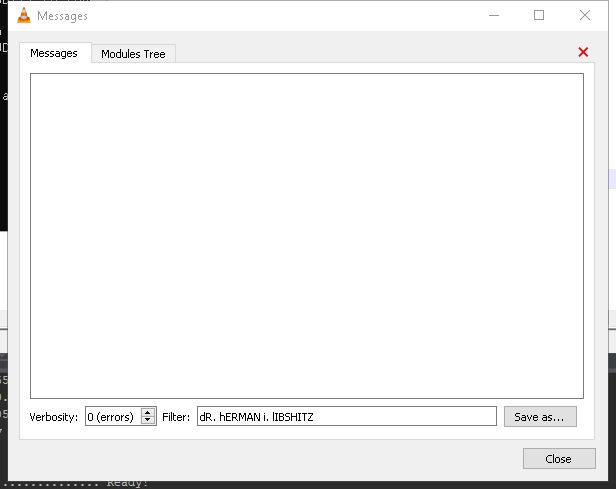 Messages
Messages
Modules Tree
Verbosity:
0 (errors)
Filter:
dR. hERMAN i. lIBSHITZ
Save as...
Close
.............. Ready!